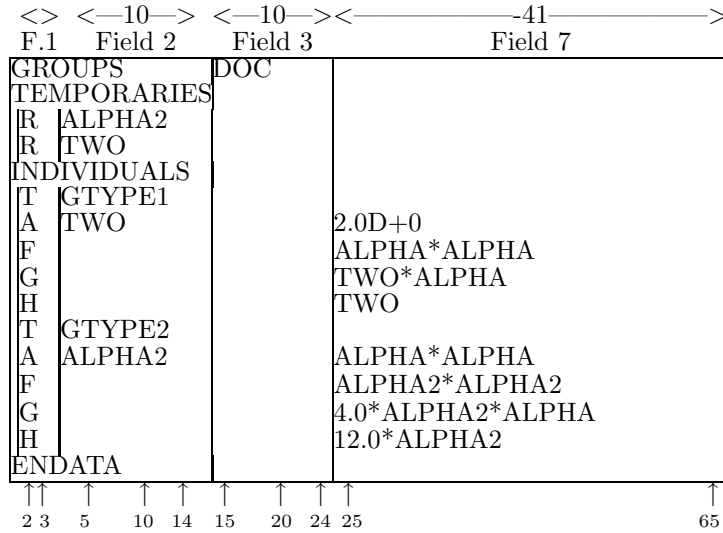 <> <—10—> <—10—><—————————-41——————————>
F.1 Field 2 Field 3 Field 7
GROUPS DOC
TEMPORARIES
R ALPHA2
R TWO
INDIVIDUALS
T GTYPE1
A TWO 2.0D+0
F ALPHA*ALPHA
G TWO*ALPHA
H TWO
T GTYPE2
A ALPHA2 ALPHA*ALPHA
F ALPHA2*ALPHA2
G 4.0*ALPHA2*ALPHA
H 12.0*ALPHA2
ENDATA
↑↑ ↑ ↑ ↑ ↑ ↑ ↑ ↑ ↑
2 3 5 10 14 15 20 24 25 65